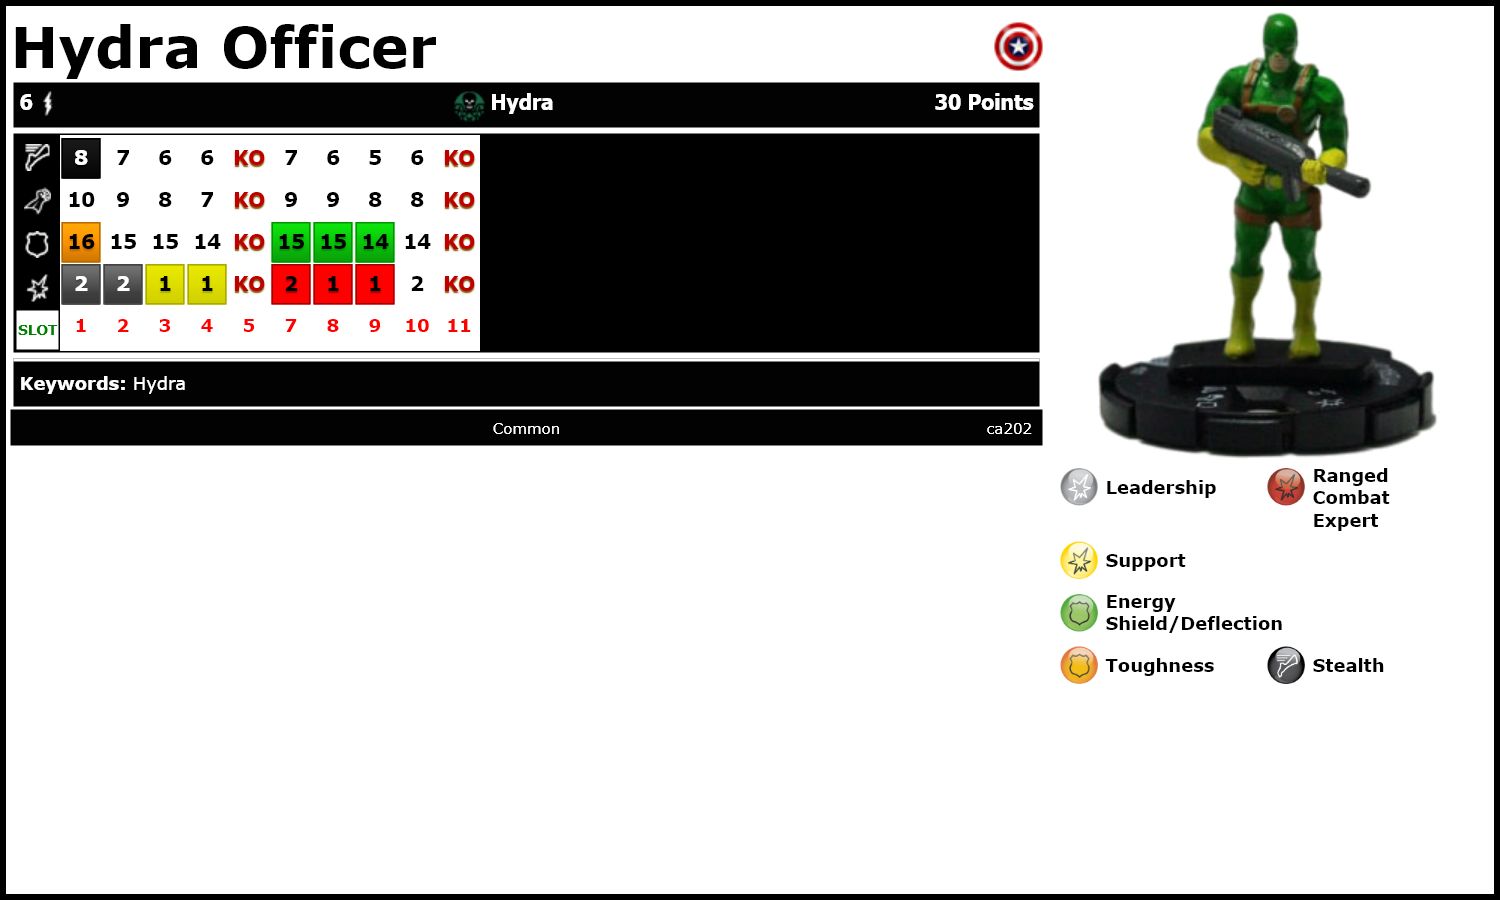 Hydra Officer
6 Hydra 30 Points
8 7 6 6 KO 7 6 5 6 KO
10 9 8 7 KO 9 9 8 8 KO
16 15 15 14 KO 15 15 14 14 KO
2 2 1 1 KO 2 1 1 2 KO
SLOT 1 2 3 4 5 7 8 9 10 11
Keywords: Hydra
Common ca202
Leadership
Ranged
Combat
Expert
Support
Energy
Shield/Deflection
Toughness
Stealth